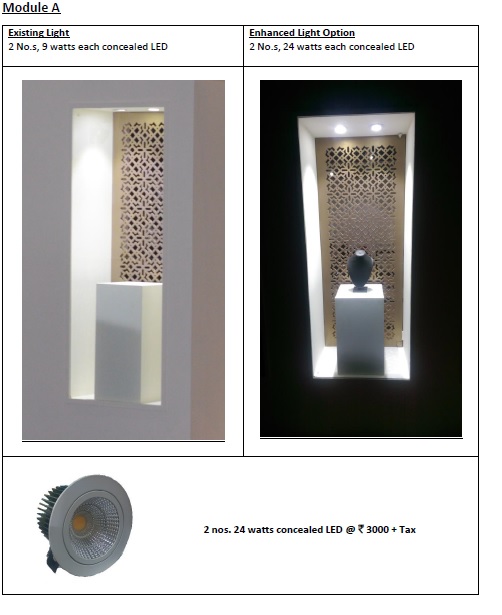 Module A
Existing Light
2 No.s, 9 watts each concealed LED
Enhanced Light Option
2 No.s, 24 watts each concealed LED
2 nos. 24 watts concealed LED @ ₹ 3000 + Tax